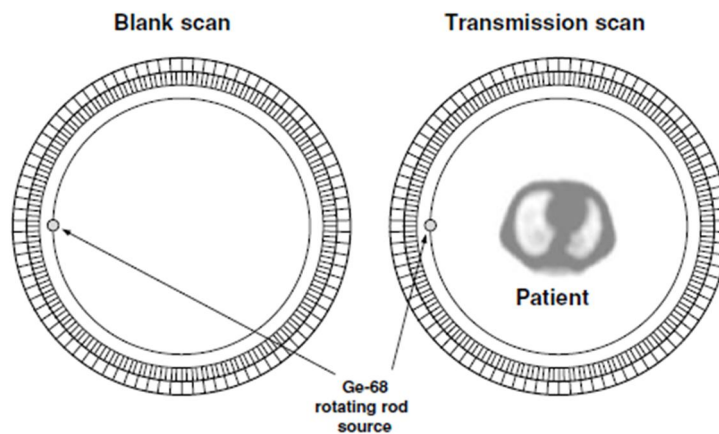 Blank scan
Transmission scan
Patient
Ge-68
rotating rod
source